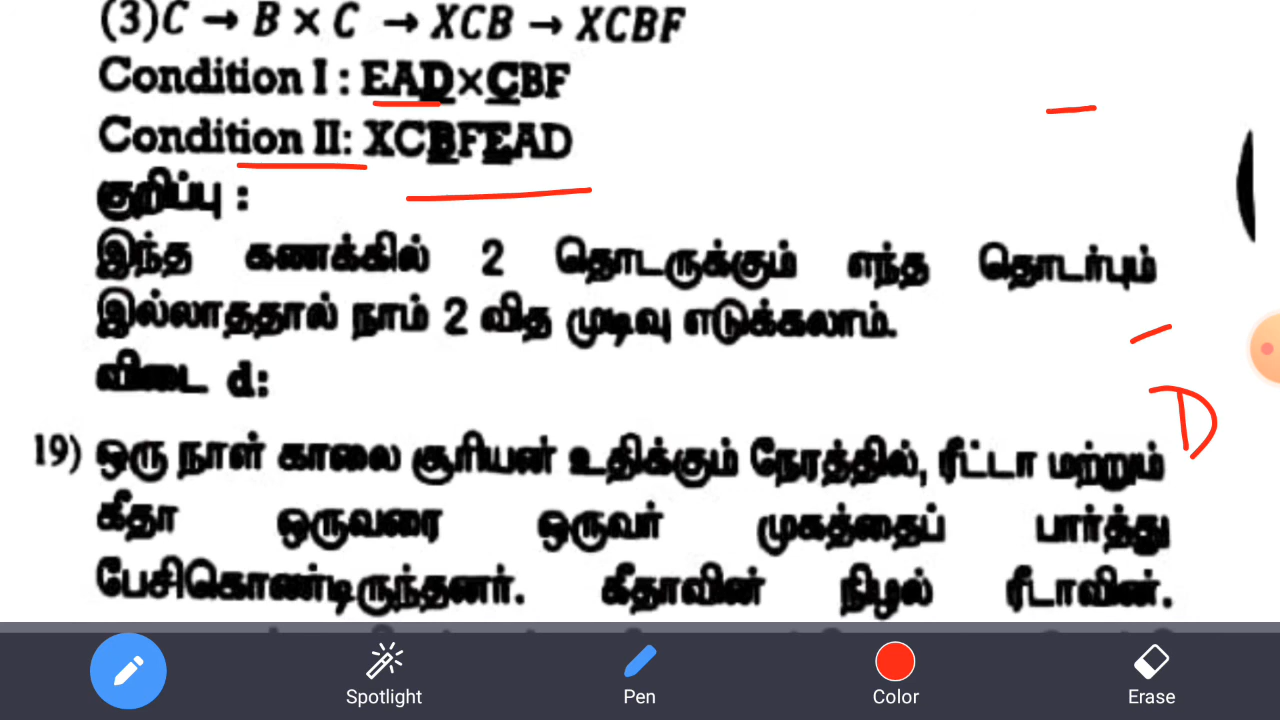 (3)C → B × C → XCB → XCBF
Condition I : EAD×CBF
Condition II: XCBFEAD
குறிப்பு :
இந்த கணக்கில் 2 தொடருக்கும் எந்த தொடர்பும்
இல்லாததால் நாம் 2 வித முடிவு எடுக்கலாம்.
விடை d:
D
19) ஒரு நாள் காலை சூரியன் உதிக்கும் நேரத்தில், ரீட்டா மற்றும்
கீதா ஒருவரை ஒருவர் முகத்தைப் பார்த்து
பேசிகொண்டிருந்தனர். கீதாவின் நிழல் ரீடாவின்.
Spotlight Pen Color Erase